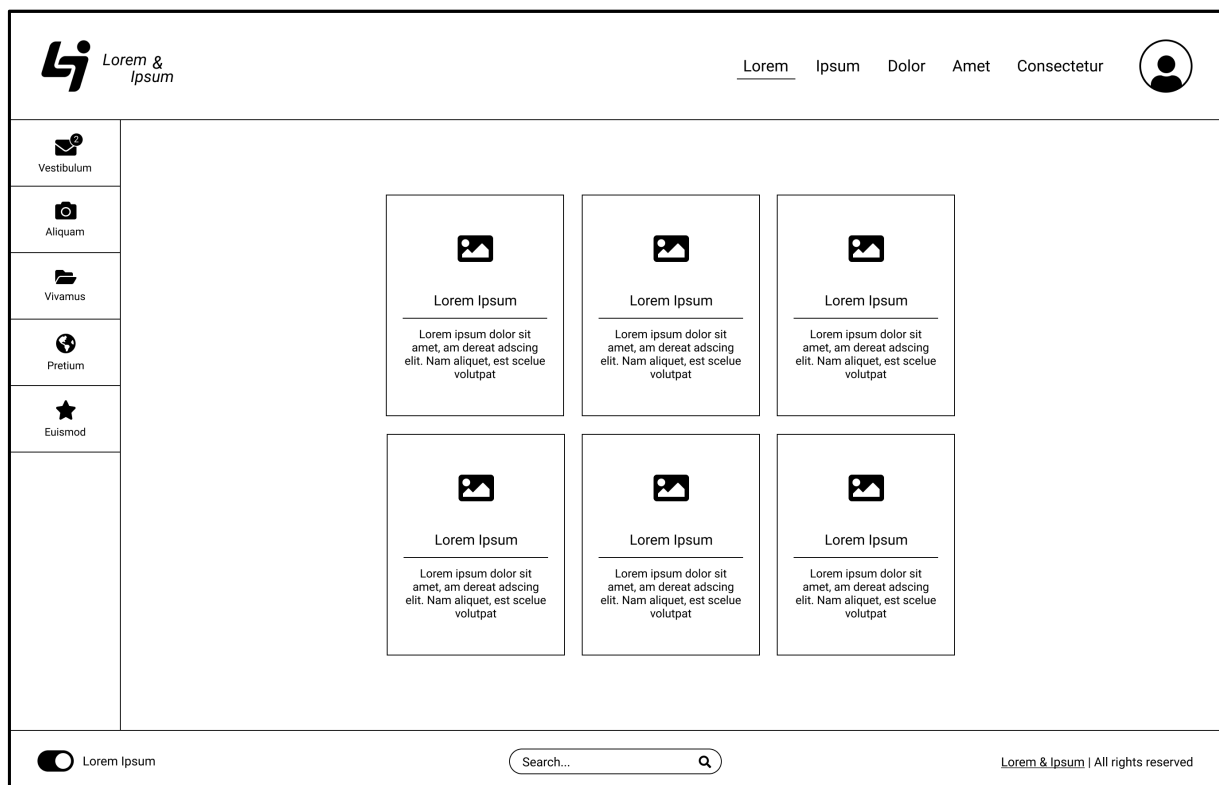 Lorem &
Ipsum
Lorem Ipsum Dolor Amet Consectetur
2
Vestibulum
Aliquam
Vivamus
Pretium
Euismod
Lorem Ipsum
Lorem ipsum dolor sit
amet, am dereat adscing
elit. Nam aliquet, est scelue
volutpat
Lorem Ipsum
Lorem ipsum dolor sit
amet, am dereat adscing
elit. Nam aliquet, est scelue
volutpat
Lorem Ipsum
Lorem ipsum dolor sit
amet, am dereat adscing
elit. Nam aliquet, est scelue
volutpat
Lorem Ipsum
Lorem ipsum dolor sit
amet, am dereat adscing
elit. Nam aliquet, est scelue
volutpat
Lorem Ipsum
Lorem ipsum dolor sit
amet, am dereat adscing
elit. Nam aliquet, est scelue
volutpat
Lorem Ipsum
Lorem ipsum dolor sit
amet, am dereat adscing
elit. Nam aliquet, est scelue
volutpat
Lorem Ipsum
Search...
Lorem & Ipsum | All rights reserved